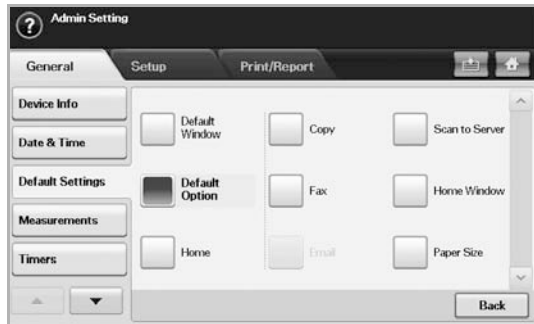 ?
Admin Setting
General
Setup
Print/Report
Device Info
Date & Time
Default Settings
Measurements
Timers
Default
Window
Default
Option
Home
Copy
Fax
Email
Scan to Server
Home Window
Paper Size
Back